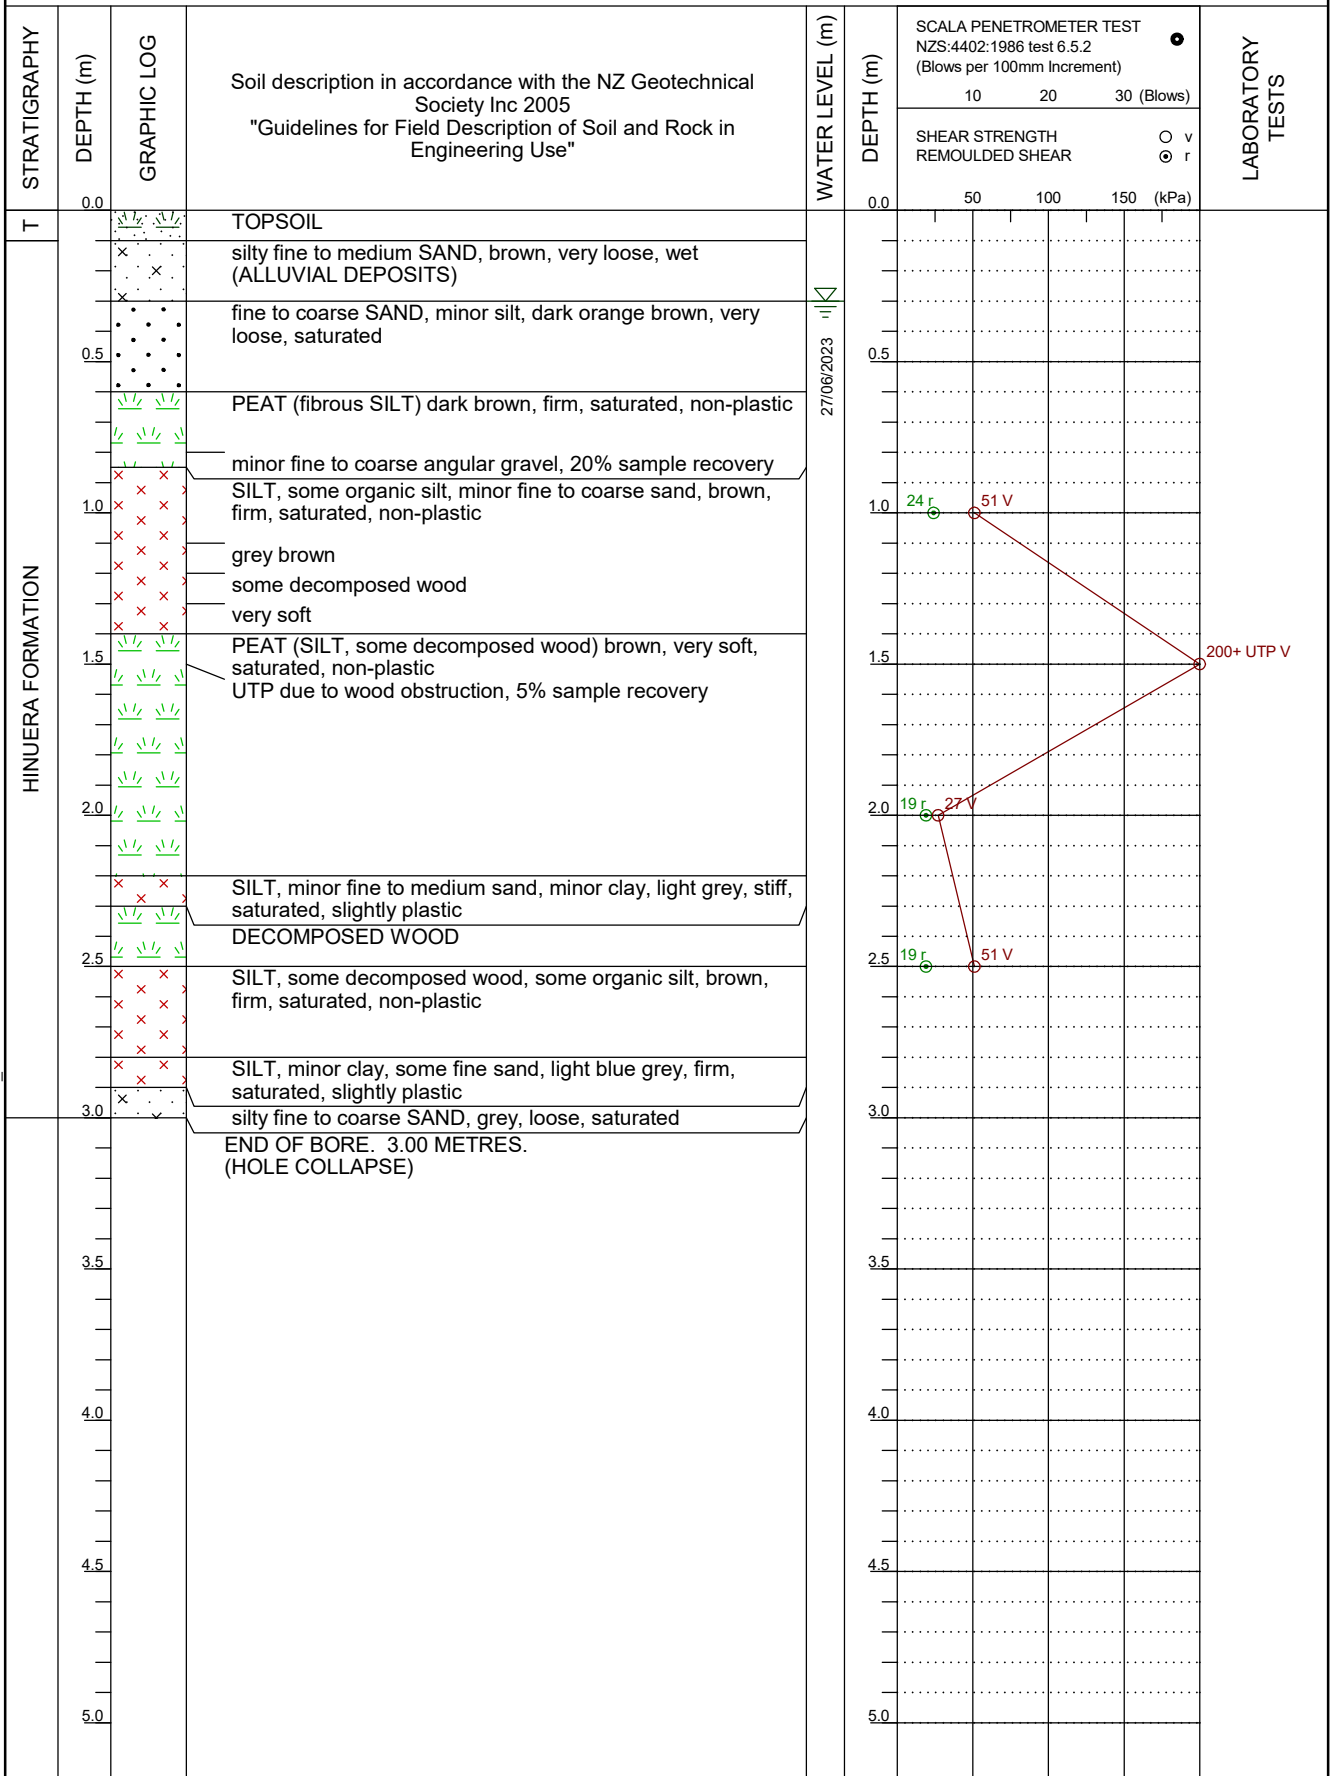 STRATIGRAPHY
DEPTH (m)
GRAPHIC LOG
Soil description in accordance with the NZ Geotechnical
Society Inc 2005
"Guidelines for Field Description of Soil and Rock in
Engineering Use"
WATER LEVEL (m)
DEPTH (m)
SCALA PENETROMETER TEST
NZS:4402:1986 test 6.5.2
(Blows per 100mm Increment)
10 20 30 (Blows)
SHEAR STRENGTH v
REMOULDED SHEAR r
50 100 150 (kPa)
LABORATORY
TESTS
0.0 0.0
T
TOPSOIL
silty fine to medium SAND, brown, very loose, wet
(ALLUVIAL DEPOSITS)
fine to coarse SAND, minor silt, dark orange brown, very
loose, saturated
27/06/2023
0.5 0.5
PEAT (fibrous SILT) dark brown, firm, saturated, non-plastic
minor fine to coarse angular gravel, 20% sample recovery
SILT, some organic silt, minor fine to coarse sand, brown,
firm, saturated, non-plastic
1.0 1.0
24 r 51 V
grey brown
some decomposed wood
very soft
HINUERA FORMATION
PEAT (SILT, some decomposed wood) brown, very soft,
saturated, non-plastic
1.5 1.5
200+ UTP V
UTP due to wood obstruction, 5% sample recovery
2.0 2.0
19 r 27 V
SILT, minor fine to medium sand, minor clay, light grey, stiff,
saturated, slightly plastic
DECOMPOSED WOOD
2.5 2.5
19 r 51 V
SILT, some decomposed wood, some organic silt, brown,
firm, saturated, non-plastic
SILT, minor clay, some fine sand, light blue grey, firm,
saturated, slightly plastic
3.0 3.0
silty fine to coarse SAND, grey, loose, saturated
END OF BORE. 3.00 METRES.
(HOLE COLLAPSE)
3.5 3.5
4.0 4.0
4.5 4.5
5.0 5.0